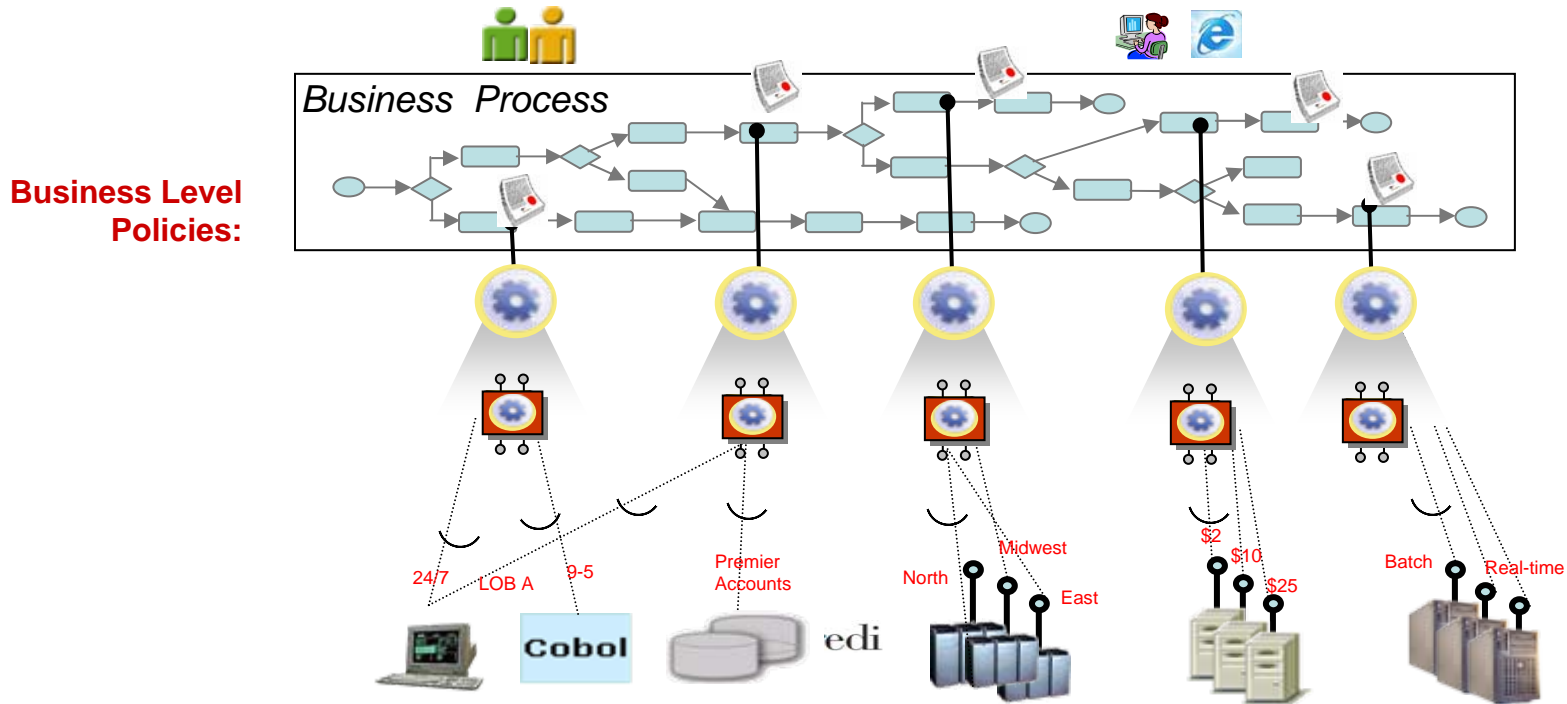 Business Process
Business Level
Policies:
24/7
LOB A
9-5
Premier
Accounts
North
Midwest
East
$2
$10
$25
Batch
Real-time
Cobol
redi